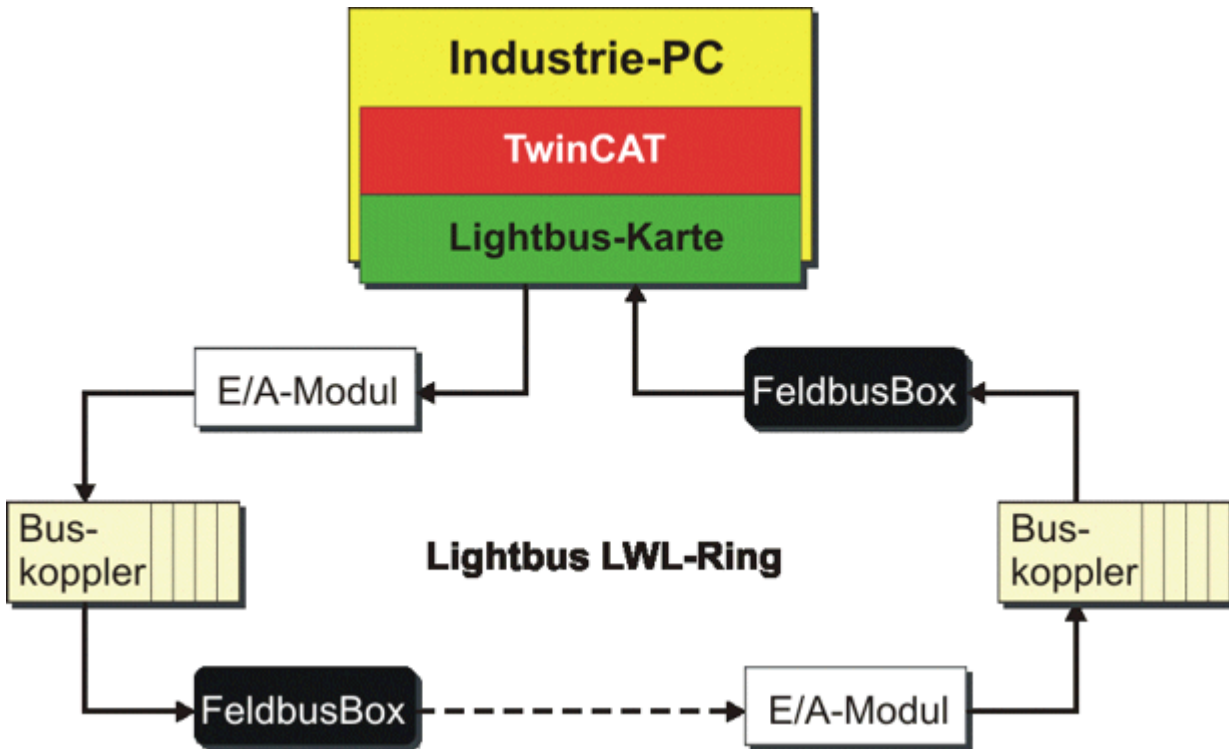 Industrie-PC
TwinCAT
Lightbus-Karte
E/A-Modul
FeldbusBox
Bus-
koppler
Lightbus LWL-Ring
Bus-
koppler
FeldbusBox
E/A-Modul